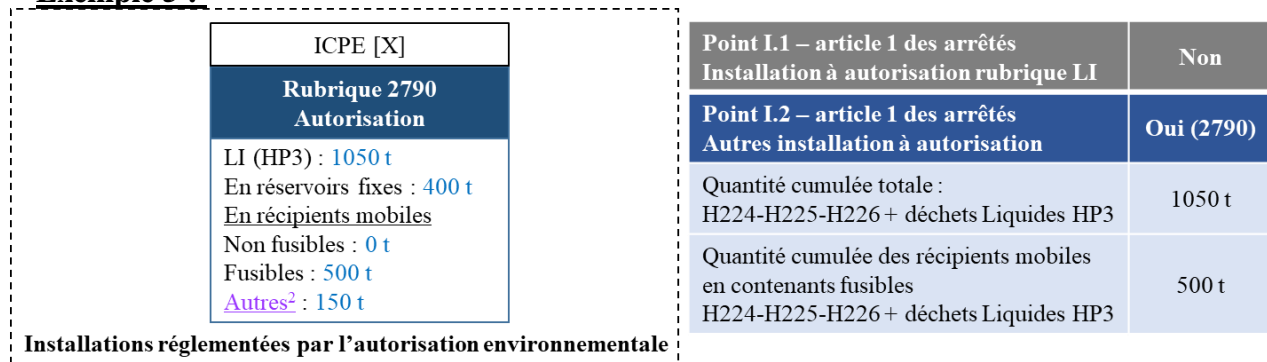 Exemple 3 :
ICPE [X]
Rubrique 2790
Autorisation
LI (HP3) : 1050 t
En réservoirs fixes : 400 t
En récipients mobiles
Non fusibles : 0 t
Fusibles : 500 t
Autres² : 150 t
Installations réglementées par l’autorisation environnementale
Point I.1 – article 1 des arrêtés
Installation à autorisation rubrique LI
Non
Point I.2 – article 1 des arrêtés
Autres installation à autorisation
Oui (2790)
Quantité cumulée totale :
H224-H225-H226 + déchets Liquides HP3
1050 t
Quantité cumulée des récipients mobiles
en contenants fusibles
H224-H225-H226 + déchets Liquides HP3
500 t